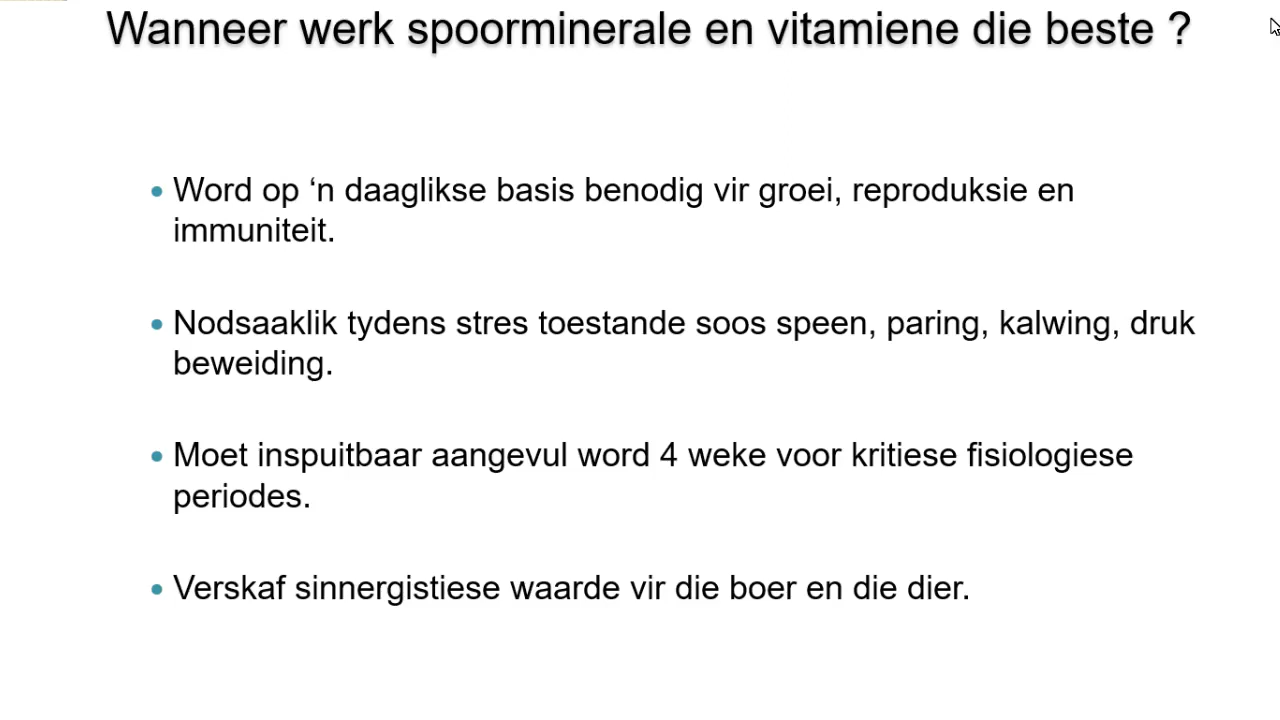 Wanneer werk spoorminerale en vitamiene die beste ?
• Word op ‘n daaglikse basis benodig vir groei, reproduksie en
immuniteit.
• Nodsaaklik tydens stres toestande soos speen, paring, kalwing, druk
beweiding.
• Moet inspuitbaar aangevul word 4 weke voor kritiese fisiologiese
periodes.
• Verskaf sinnergistiese waarde vir die boer en die dier.